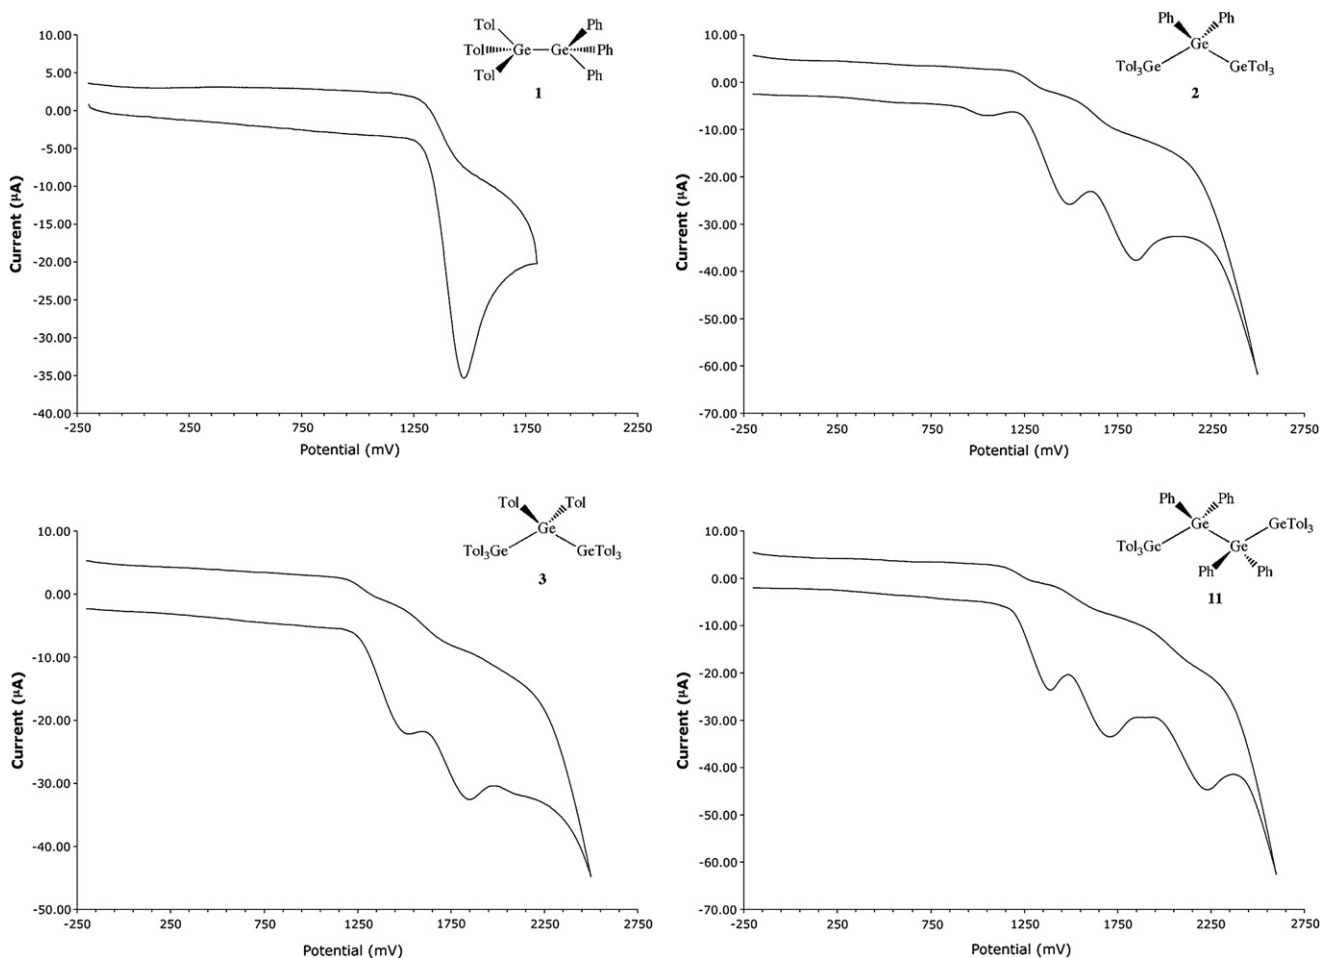 10.00
5.00
0.00
-5.00
-10.00
-15.00
-20.00
-25.00
-30.00
-35.00
-40.00
-250
250
750
1250
1750
2250
Current (µA)
Potential (mV)
Tol
Ph
Tol
Ge
Ge
Ph
Tol
Ph
1
10.00
0.00
-10.00
-20.00
-30.00
-40.00
-50.00
-60.00
-70.00
-250
250
750
1250
1750
2250
2750
Current (µA)
Potential (mV)
Ph
Ph
Ge
Tol3Ge
GeTol3
2
10.00
0.00
-10.00
-20.00
-30.00
-40.00
-50.00
-250
250
750
1250
1750
2250
2750
Current (µA)
Potential (mV)
Tol
Tol
Ge
Tol3Ge
GeTol3
3
10.00
0.00
-10.00
-20.00
-30.00
-40.00
-50.00
-60.00
-70.00
-250
250
750
1250
1750
2250
2750
Current (µA)
Potential (mV)
Ph
Ph
Ge
GeTol3
Tol3Ge
Ge
Ph
Ph
11